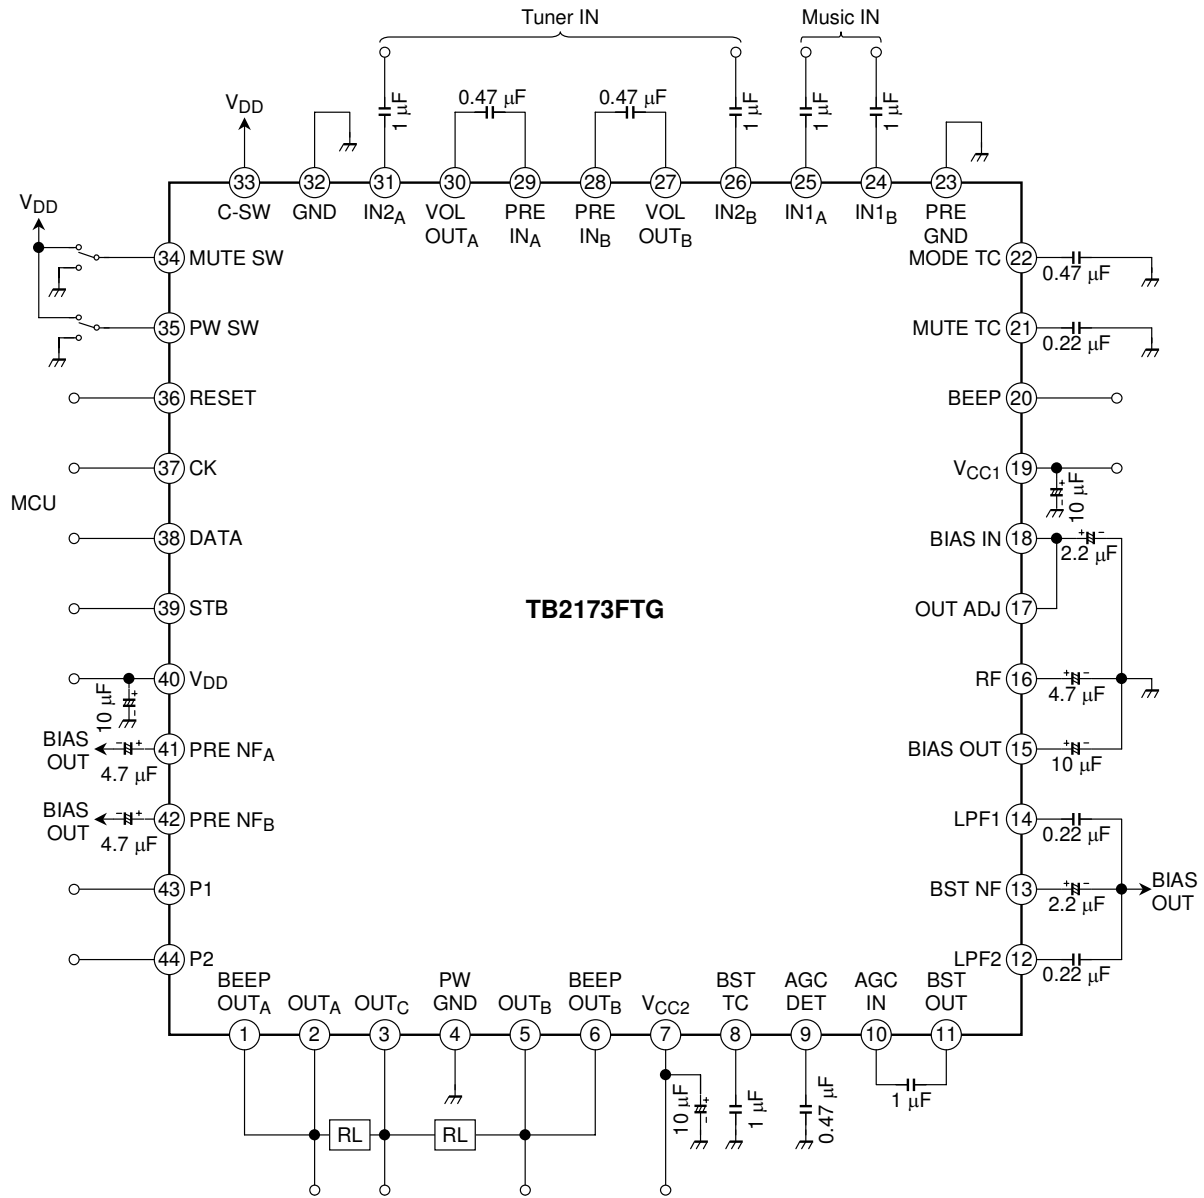 Tuner IN
Music IN
1 μF
0.47 μF
0.47 μF
1 μF
1 μF
1 μF
VDD
33
32
31
30
29
28
27
26
25
24
23
C-SW
GND
IN2A
VOL OUTA
PRE INA
PRE INB
VOL OUTB
IN2B
IN1A
IN1B
PRE GND
VDD
34 MUTE SW
35 PW SW
36 RESET
37 CK
MCU
38 DATA
39 STB
40 VDD
10 μF
+
-
BIAS OUT
- +
4.7 μF
41 PRE NFA
BIAS OUT
- +
4.7 μF
42 PRE NFB
43 P1
44 P2
TB2173FTG
MODE TC 22
0.47 μF
MUTE TC 21
0.22 μF
BEEP 20
VCC1 19
+
-
10 μF
BIAS IN 18
+ -
2.2 μF
OUT ADJ 17
RF 16
+ -
4.7 μF
BIAS OUT 15
+ -
10 μF
LPF1 14
0.22 μF
BST NF 13
+ -
2.2 μF
BIAS OUT
LPF2 12
0.22 μF
BEEP OUTA
OUTA
OUTC
PW GND
OUTB
BEEP OUTB
VCC2
BST TC
AGC DET
AGC IN
BST OUT
1
2
3
4
5
6
7
8
9
10
11
RL
RL
10 μF
+
-
1 μF
0.47 μF
1 μF